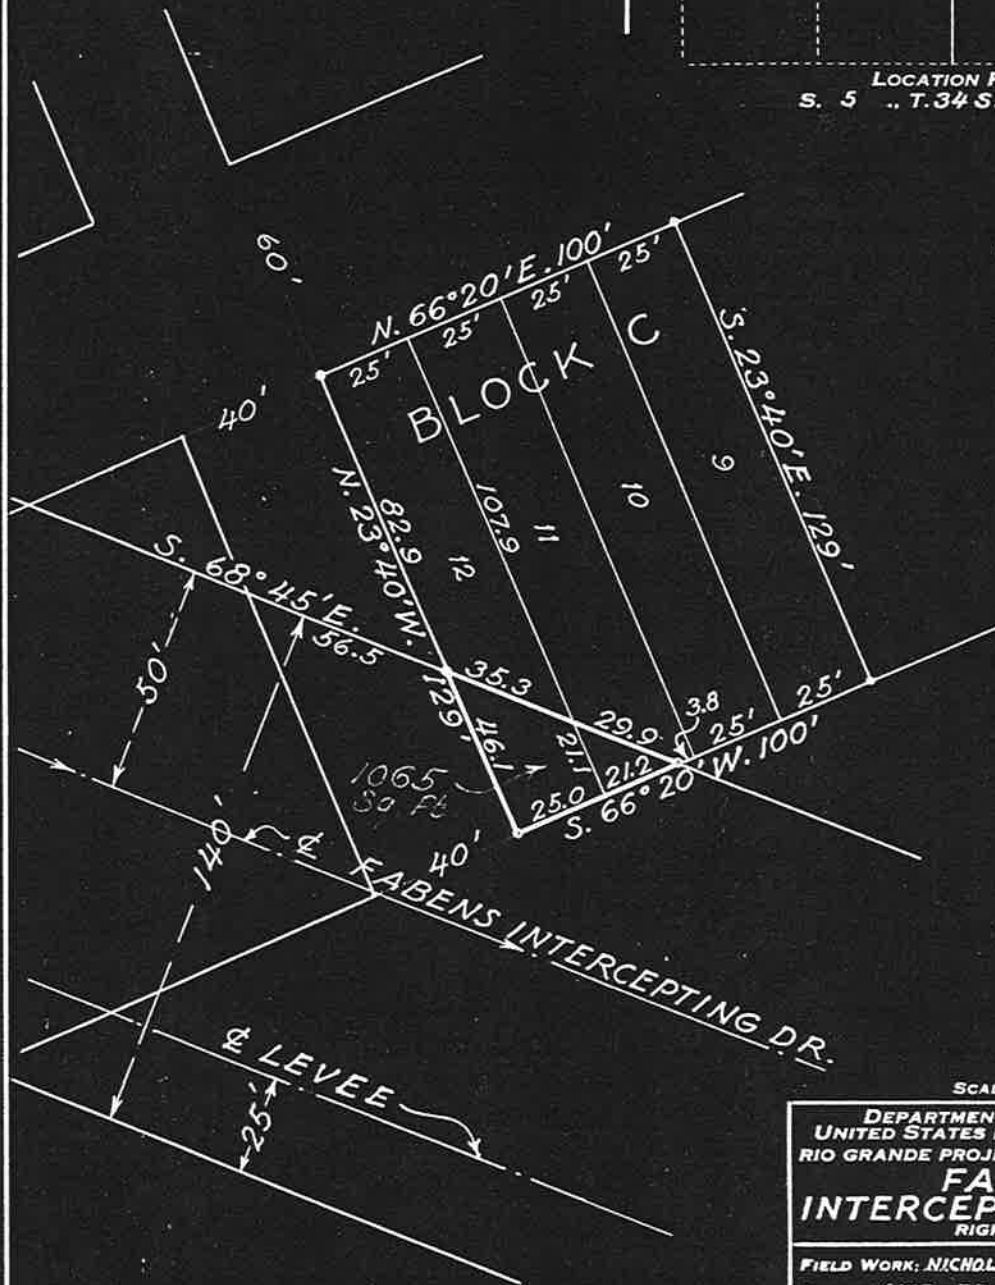 LOCATION
S. 5 ., T.34 S
60'
N. 66°20'E. 100'
25'
25'
25'
25'
BLOCK C
S. 23°40'E. 129'
40'
N. 23°40'W. 129'
82.9
12
107.9
11
10
9
S. 68°45'E.
56.5
50'
140'
35.3
29.9
3.8
46.1
21.1
25'
25'
1065
Sq Ft
25.0
21.2
S. 66°20'W. 100'
40'
℄
FABENS INTERCEPTING DR.
℄ LEVEE
25'
SCA
DEPARTMEN
UNITED STATES
RIO GRANDE PROJ
FA
INTERCEP
RIG
FIELD WORK: NICHOL